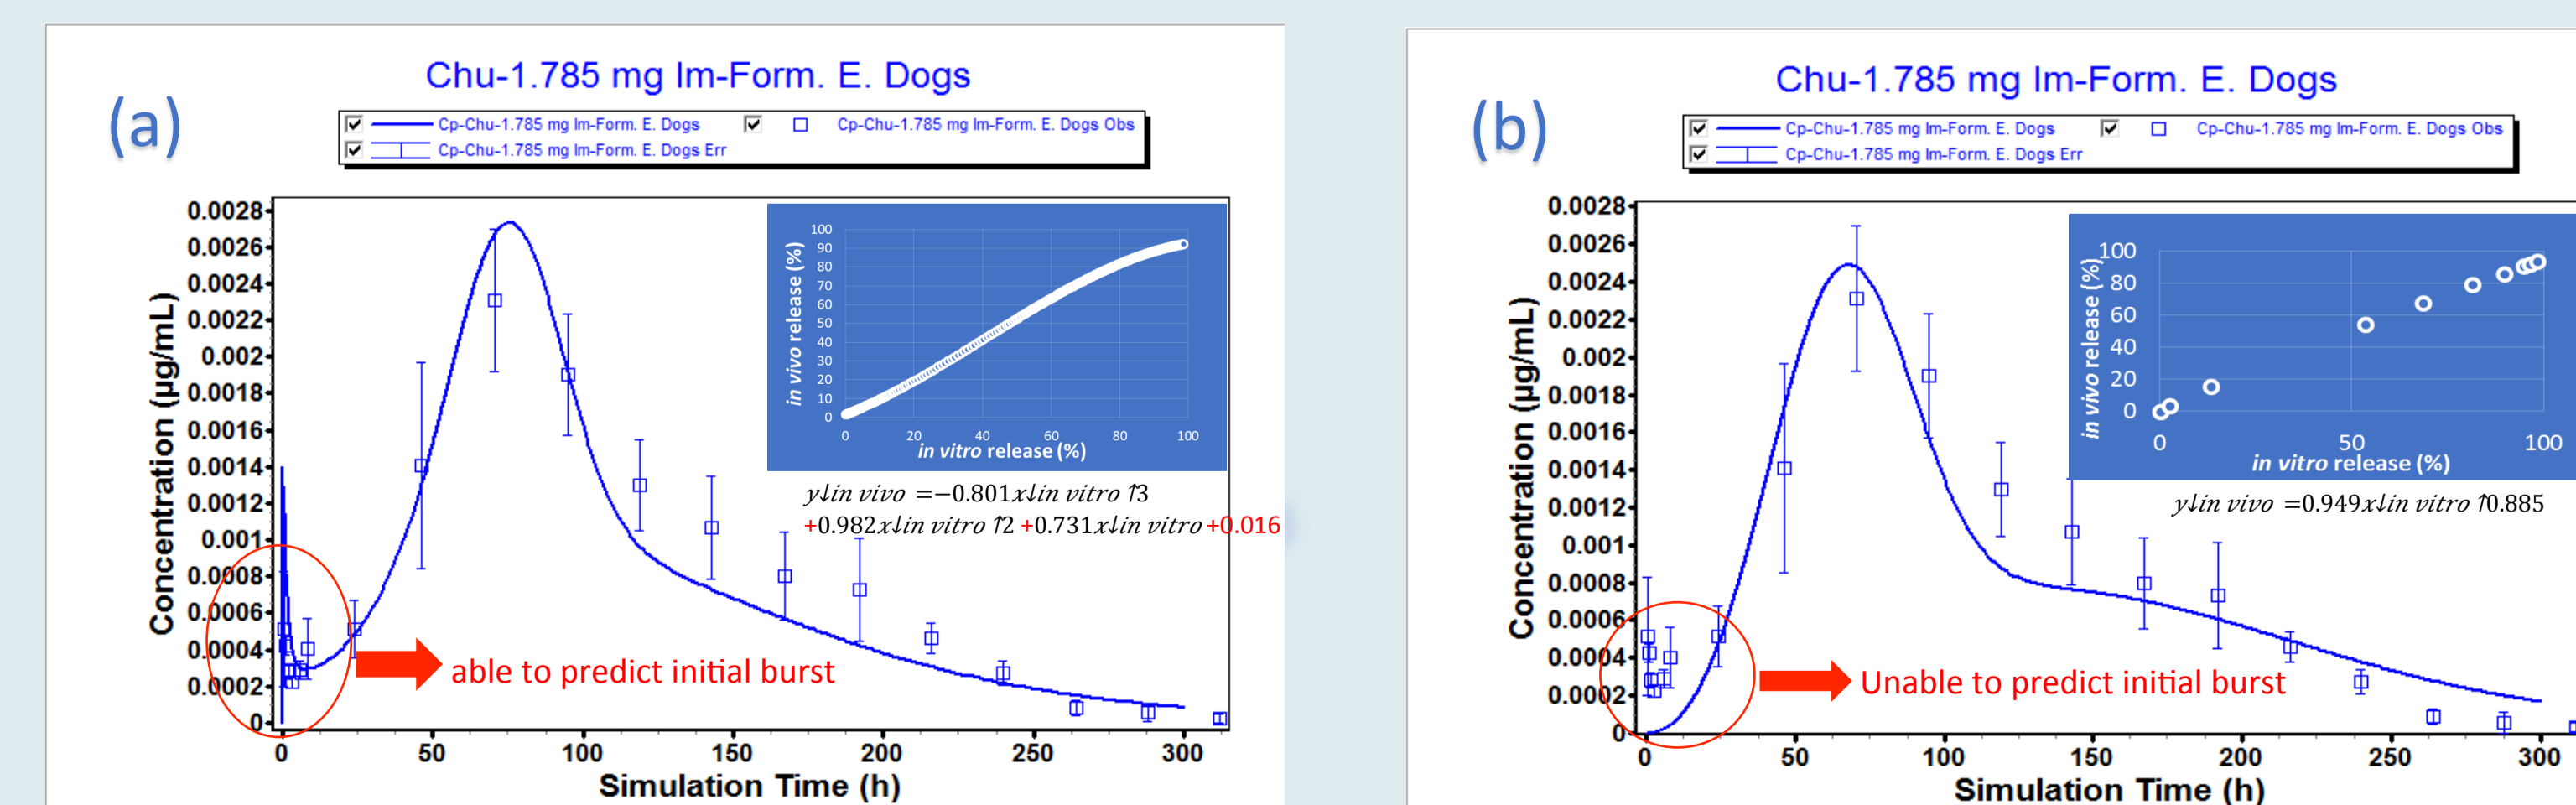 (a)
Chu-1.785 mg Im-Form. E. Dogs
Cp-Chu-1.785 mg Im-Form. E. Dogs
Cp-Chu-1.785 mg Im-Form. E. Dogs Obs
Cp-Chu-1.785 mg Im-Form. E. Dogs Err
Concentration (µg/mL)
0.0028
0.0026
0.0024
0.0022
0.002
0.0018
0.0016
0.0014
0.0012
0.001
0.0008
0.0006
0.0004
0.0002
0
in vivo release (%)
100
90
80
70
60
50
40
30
20
10
0
0 20 40 60 80 100
in vitro release (%)
y↓in vivo =−0.801x↓in vitro ↑3
+0.982x↓in vitro ↑2 +0.731x↓in vitro +0.016
able to predict initial burst
0 50 100 150 200 250 300
Simulation Time (h)
(b)
Chu-1.785 mg Im-Form. E. Dogs
Cp-Chu-1.785 mg Im-Form. E. Dogs
Cp-Chu-1.785 mg Im-Form. E. Dogs Obs
Cp-Chu-1.785 mg Im-Form. E. Dogs Err
Concentration (µg/mL)
0.0028
0.0026
0.0024
0.0022
0.002
0.0018
0.0016
0.0014
0.0012
0.001
0.0008
0.0006
0.0004
0.0002
0
in vivo release (%)
100
80
60
40
20
0
0 50 100
in vitro release (%)
y↓in vivo =0.949x↓in vitro ↑0.885
Unable to predict initial burst
0 50 100 150 200 250 300
Simulation Time (h)